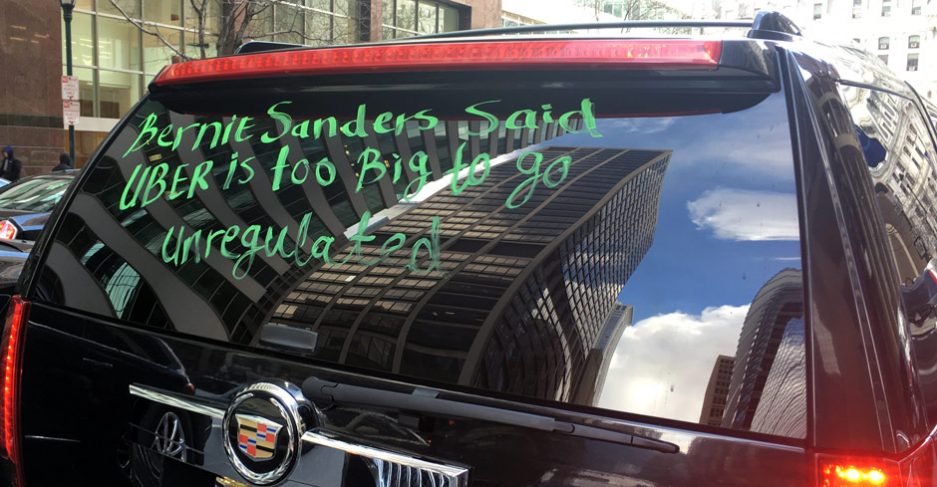 Bernie Sanders Said
UBER is too Big to go
Unregulated